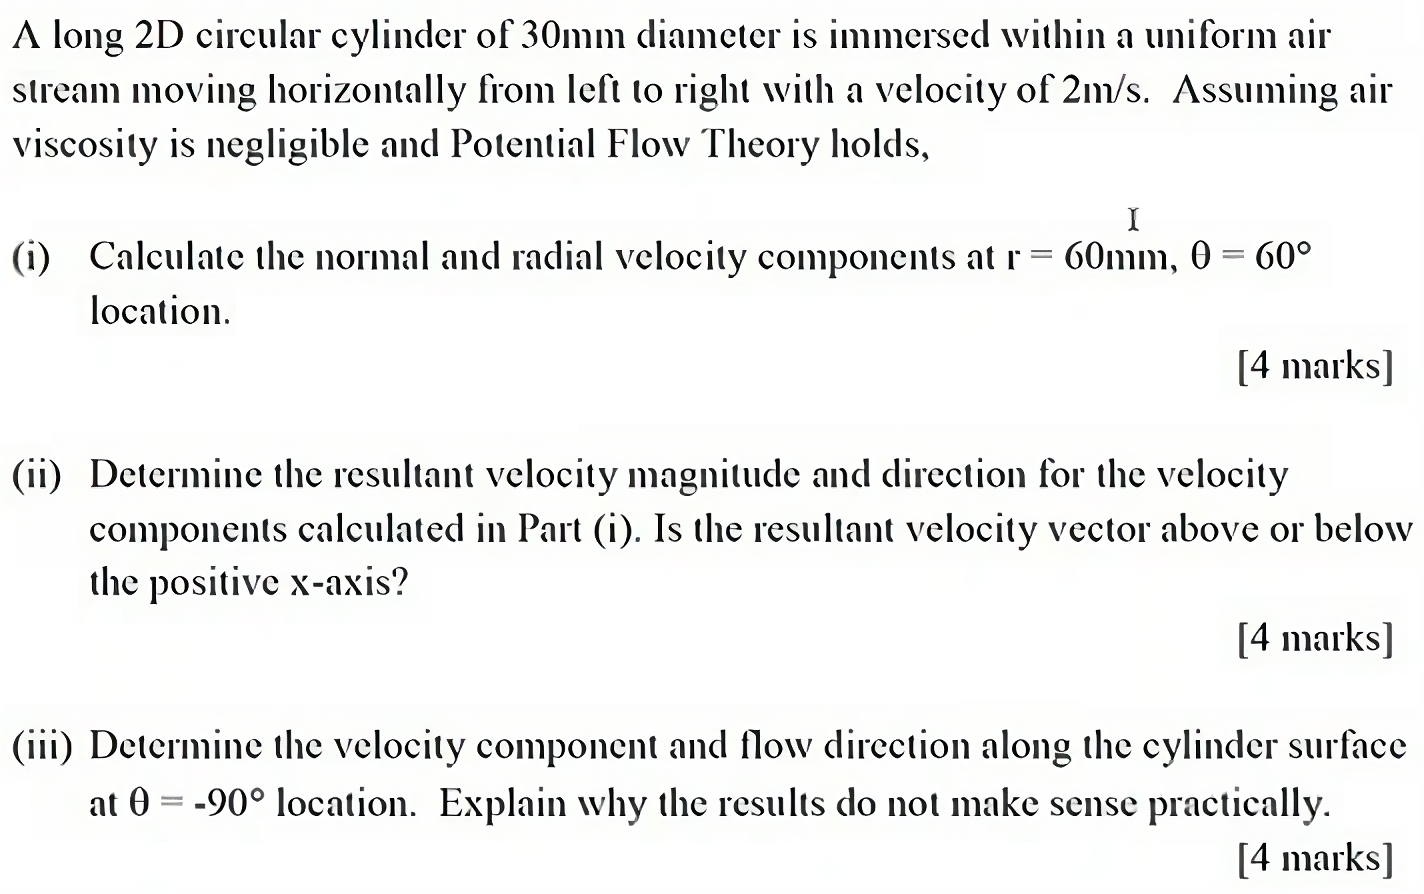 A long 2D circular cylinder of 30mm diameter is immersed within a uniform air
stream moving horizontally from left to right with a velocity of 2m/s. Assuming air
viscosity is negligible and Potential Flow Theory holds,
(i) Calculate the normal and radial velocity components at r = 60mm, θ = 60°
location.
[4 marks]
(ii) Determine the resultant velocity magnitude and direction for the velocity
components calculated in Part (i). Is the resultant velocity vector above or below
the positive x-axis?
[4 marks]
(iii) Determine the velocity component and flow direction along the cylinder surface
at θ = -90° location. Explain why the results do not make sense practically.
[4 marks]